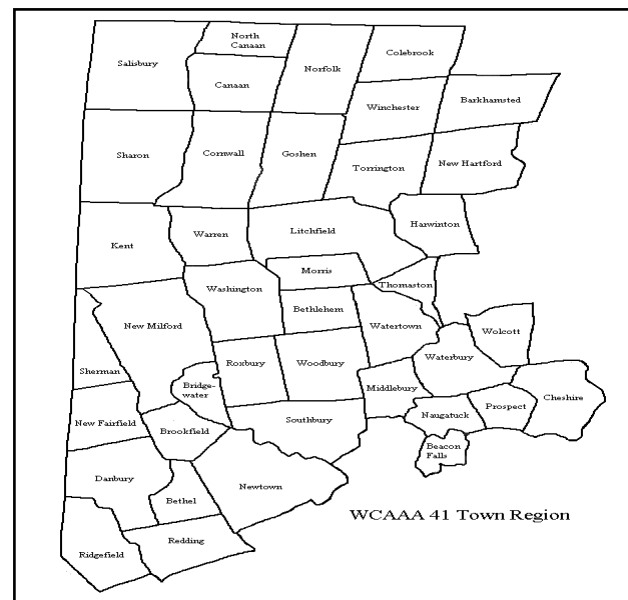 North
Canaan
Colebrook
Salisbury
Norfolk
Canaan
Winchester
Barkhamsted
Sharon
Cornwall
Goshen
Torrington
New Hartford
Kent
Warren
Litchfield
Harwinton
Morris
Washington
Thomaston
Bethlehem
New Milford
Watertown
Wolcott
Waterbury
Sherman
Roxbury
Woodbury
Bridge-
water
Middlebury
Cheshire
New Fairfield
Brookfield
Southbury
Naugatuck
Prospect
Beacon
Falls
Danbury
Newtown
Bethel
WCAAA 41 Town Region
Ridgefield
Redding